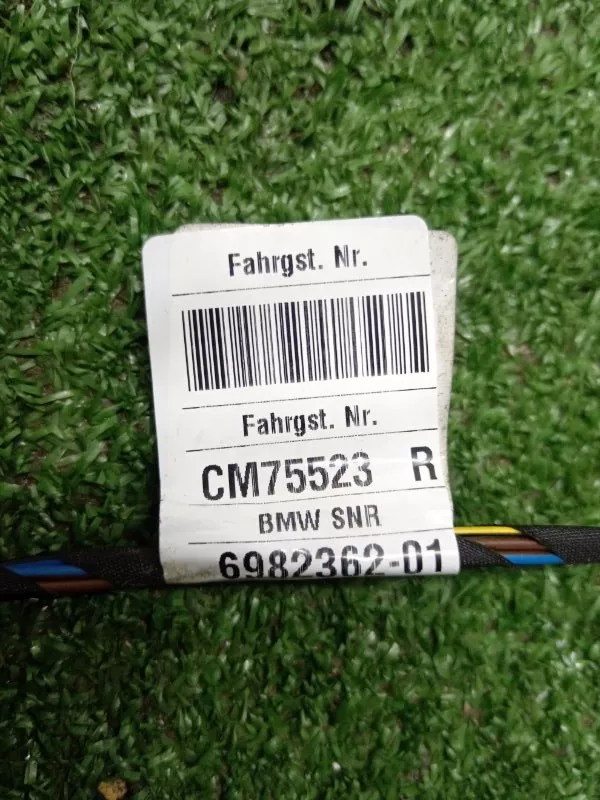 Fahrgst. Nr.
Fahrgst. Nr.
CM75523 R
BMW SNR
6982362-01